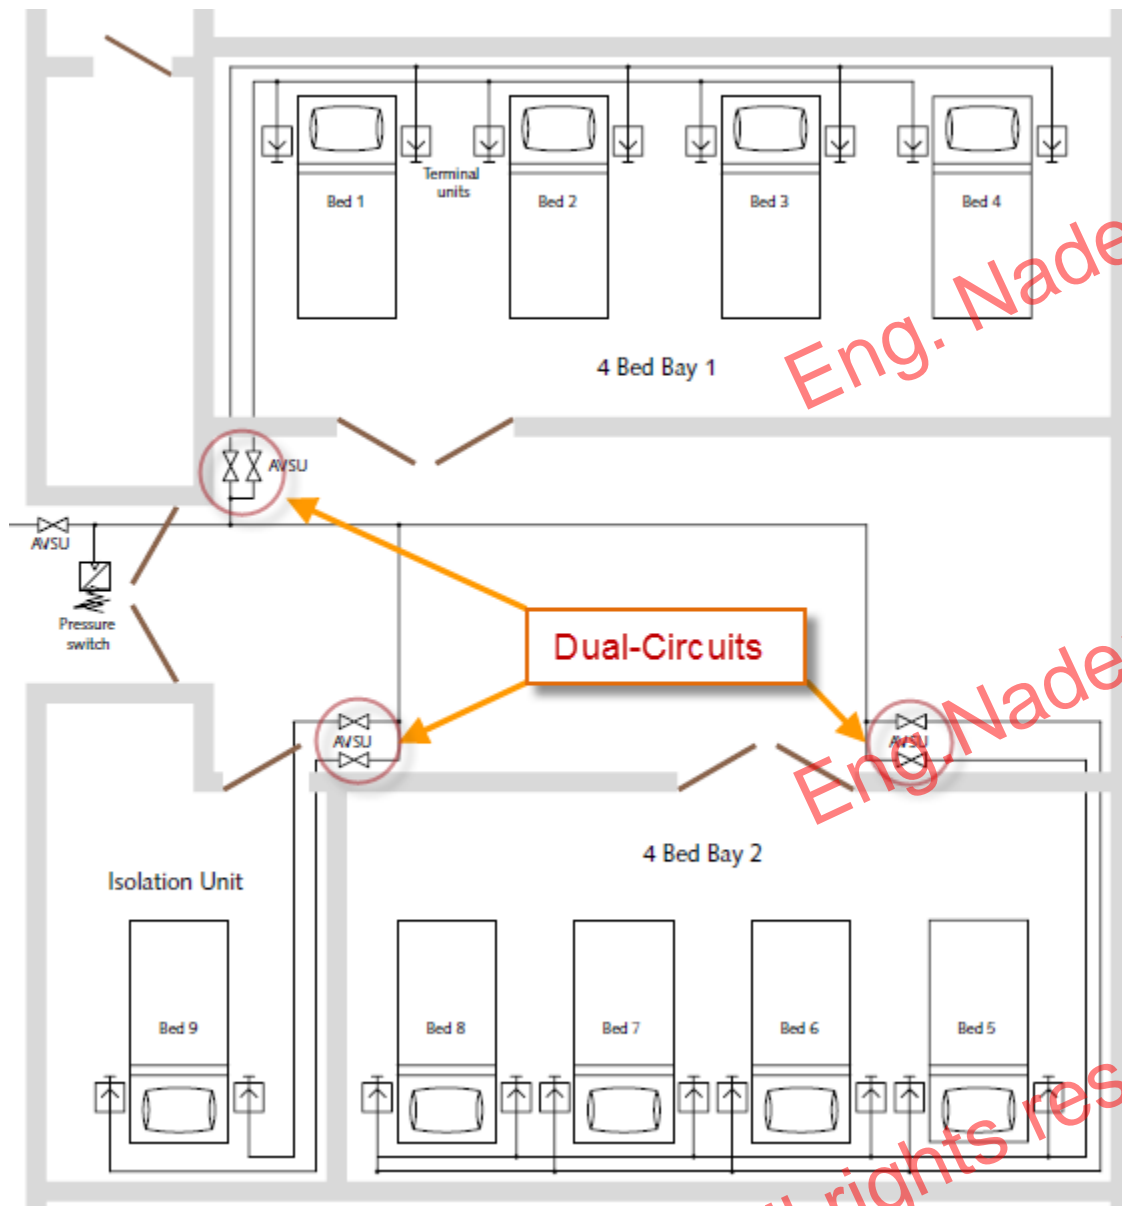 Terminal
units
Bed 1
Bed 2
Bed 3
Bed 4
Eng. Nade
4 Bed Bay 1
AVSU
AVSU
Pressure
switch
Dual-Circuits
Eng.Nade
AVSU
AVSU
4 Bed Bay 2
Isolation Unit
Bed 9
Bed 8
Bed 7
Bed 6
Bed 5
rights res